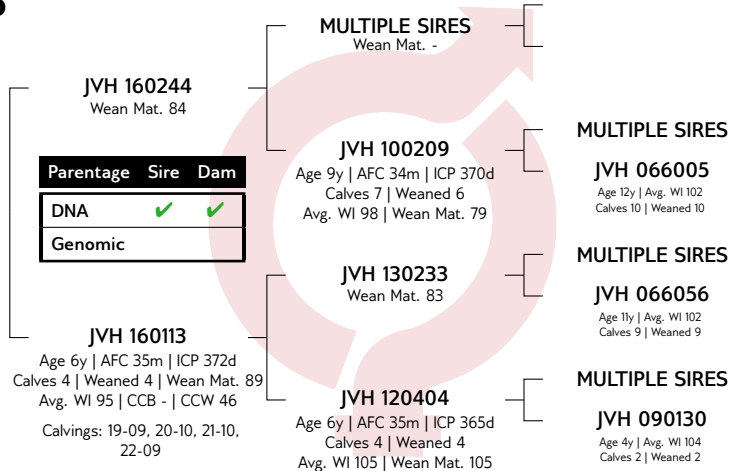 MULTIPLE SIRES
Wean Mat. -
JVH 160244
Wean Mat. 84
MULTIPLE SIRES
JVH 100209
Age 9y | AFC 34m | ICP 370d
Calves 7 | Weaned 6
Avg. WI 98 | Wean Mat. 79
JVH 066005
Age 12y | Avg. WI 102
Calves 10 | Weaned 10
Parentage Sire Dam
DNA ✔ ✔
Genomic
MULTIPLE SIRES
JVH 130233
Wean Mat. 83
JVH 066056
Age 11y | Avg. WI 102
Calves 9 | Weaned 9
JVH 160113
Age 6y | AFC 35m | ICP 372d
Calves 4 | Weaned 4 | Wean Mat. 89
Avg. WI 95 | CCB - | CCW 46
Calvings: 19-09, 20-10, 21-10,
22-09
MULTIPLE SIRES
JVH 120404
Age 6y | AFC 35m | ICP 365d
Calves 4 | Weaned 4
Avg. WI 105 | Wean Mat. 105
JVH 090130
Age 4y | Avg. WI 104
Calves 2 | Weaned 2